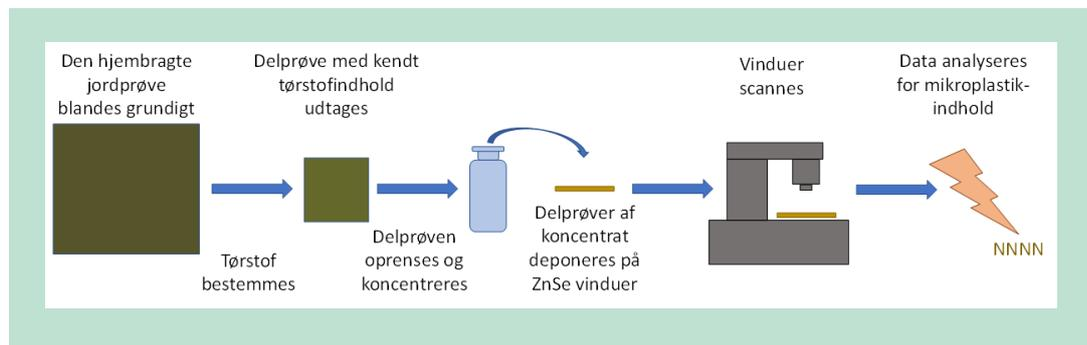 Den hjembragte
jordprøve
blandes grundigt
Tørstof
bestemmes
Delprøve med kendt
tørstofindhold
udtages
Delprøven
oprenses og
koncentreres
Delprøver af
koncentrat
deponeres på
ZnSe vinduer
Vinduer
scannes
Data analyseres
for mikroplastik-
indhold
NNNN